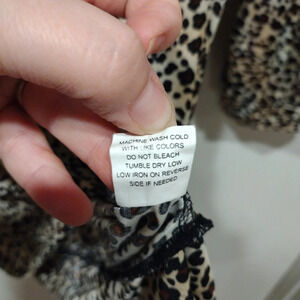 MACHINE WASH COLD
WITH LIKE COLORS
DO NOT BLEACH
TUMBLE DRY LOW
LOW IRON ON REVERSE
SIDE IF NEEDED